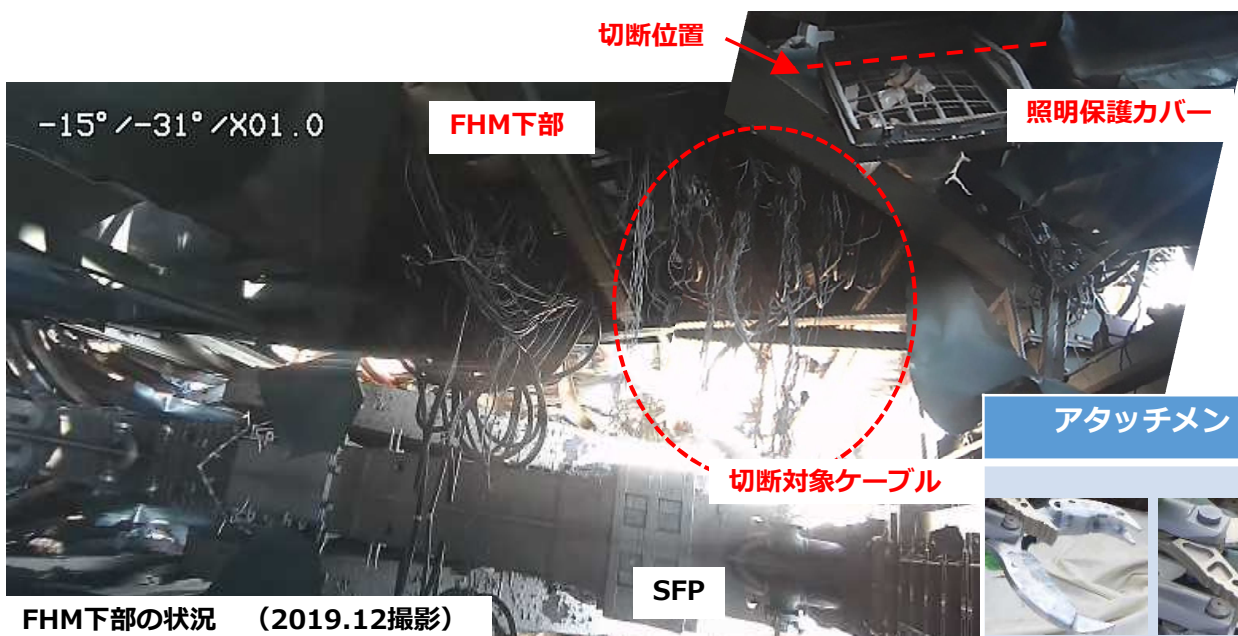 切断位置
照明保護カバー
-15°/-31°/X01.0
FHM下部
切断対象ケーブル
アタッチメン
SFP
FHM下部の状況 (2019.12撮影)